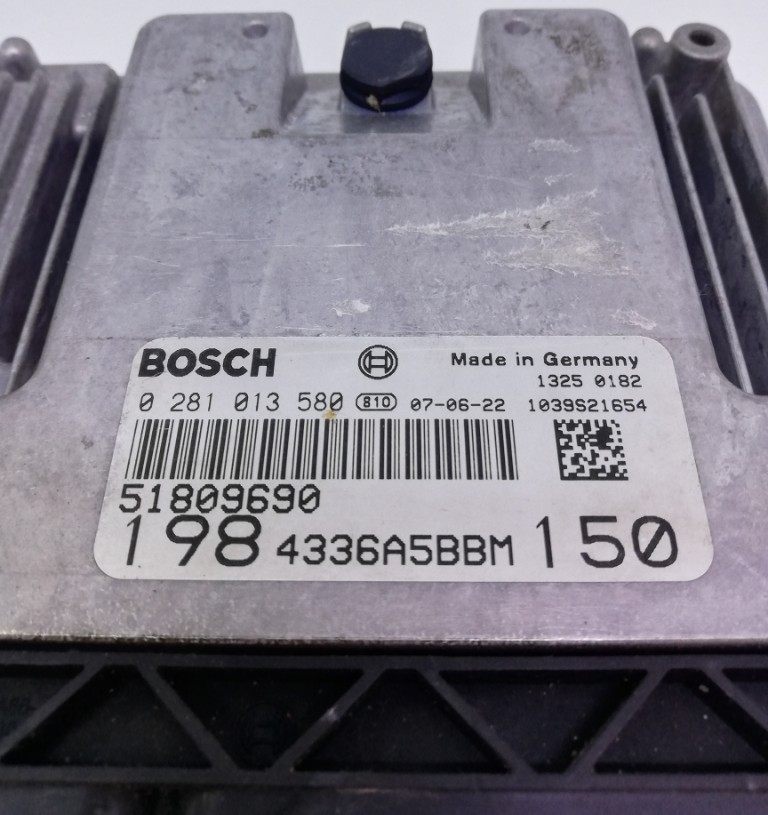 BOSCH Made in Germany
1325 0182
0 281 013 580 810 07-06-22 1039S21654
51809690
198 4336A5BBM 150